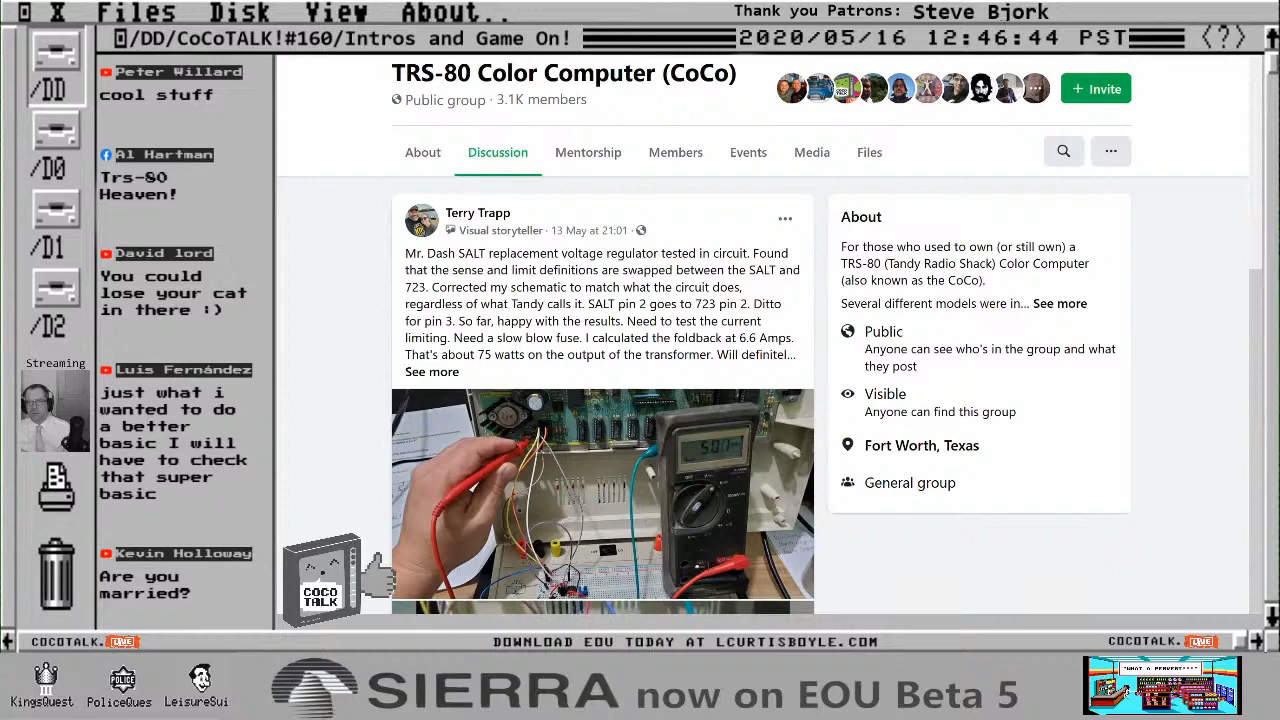 X Files Disk View About..
Thank you Patrons: Steve Bjork
/DD/CoCoTALK!#160/Intros and Game On!
2020/05/16 12:46:44 PST
(?)
/DD
/D0
/D1
/D2
Streaming
Peter Willard
cool stuff
Al Hartman
Trs-80
Heaven!
David lord
You could
lose your cat
in there :)
Luis Fernández
just what i
wanted to do
a better
basic I will
have to check
that super
basic
Kevin Holloway
Are you
married?
TRS-80 Color Computer (CoCo)
Public group · 3.1K members
+ Invite
About Discussion Mentorship Members Events Media Files
Terry Trapp
Visual storyteller · 13 May at 21:01 ·
Mr. Dash SALT replacement voltage regulator tested in circuit. Found
that the sense and limit definitions are swapped between the SALT and
723. Corrected my schematic to match what the circuit does,
regardless of what Tandy calls it. SALT pin 2 goes to 723 pin 2. Ditto
for pin 3. So far, happy with the results. Need to test the current
limiting. Need a slow blow fuse. I calculated the foldback at 6.6 Amps.
That's about 75 watts on the output of the transformer. Will definitel...
See more
About
For those who used to own (or still own) a
TRS-80 (Tandy Radio Shack) Color Computer
(also known as the CoCo).
Several different models were in... See more
Public
Anyone can see who's in the group and what
they post
Visible
Anyone can find this group
Fort Worth, Texas
General group
COCO
TALK
COCOTALK.LIVE
DOWNLOAD EOU TODAY AT LCURTISBOYLE.COM
COCOTALK.LIVE
KingsQuest
PoliceQues
LeisureSui
SIERRA now on EOU Beta 5
"WHAT A PERVERT!!!"